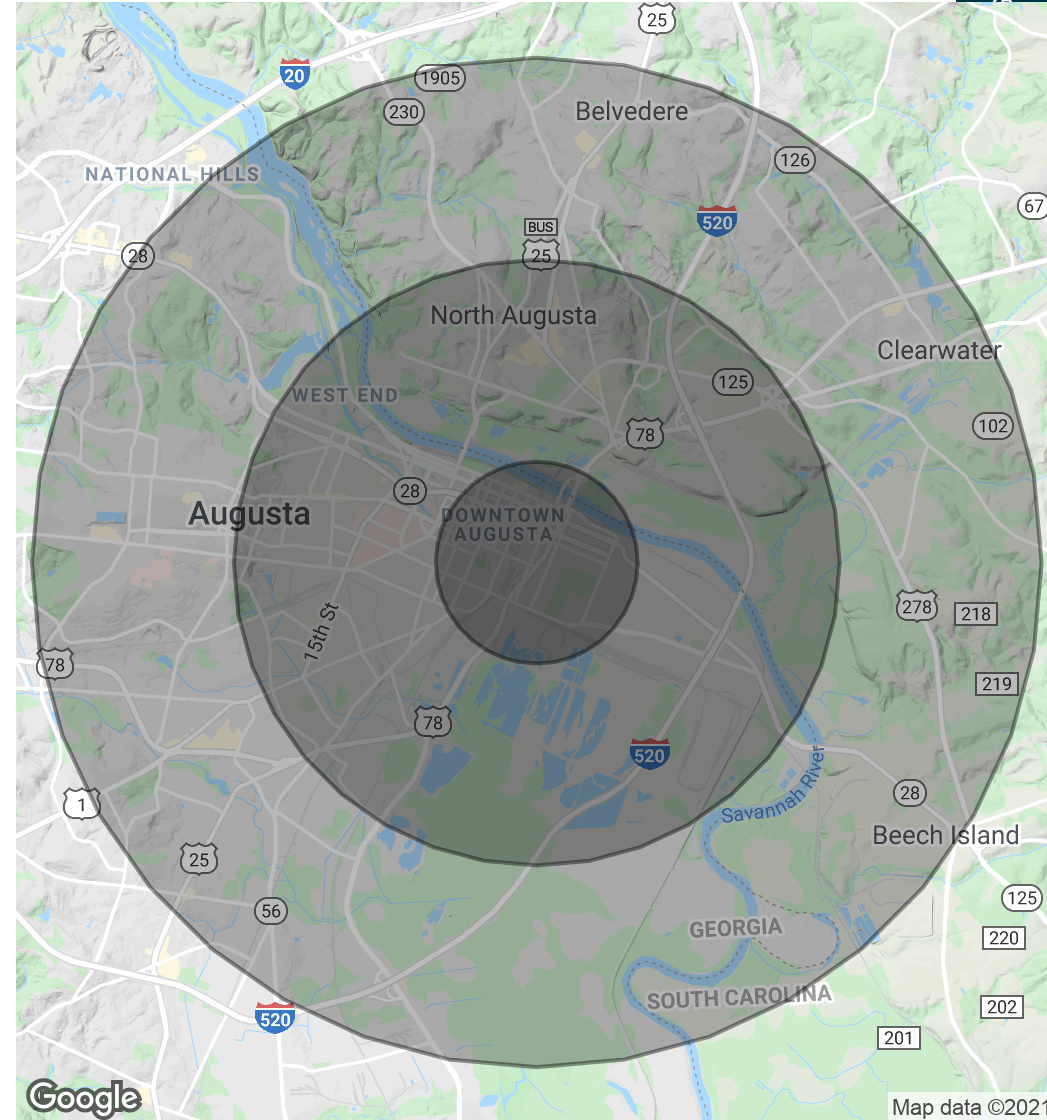 25
20
1905
230
Belvedere
126
NATIONAL HILLS
67
520
BUS
25
28
North Augusta
Clearwater
125
WEST END
102
78
28
Augusta
DOWNTOWN
AUGUSTA
278
218
15th St
78
219
78
520
Savannah River
28
1
Beech Island
25
125
56
GEORGIA
220
SOUTH CAROLINA
202
520
201
Google
Map data ©2021